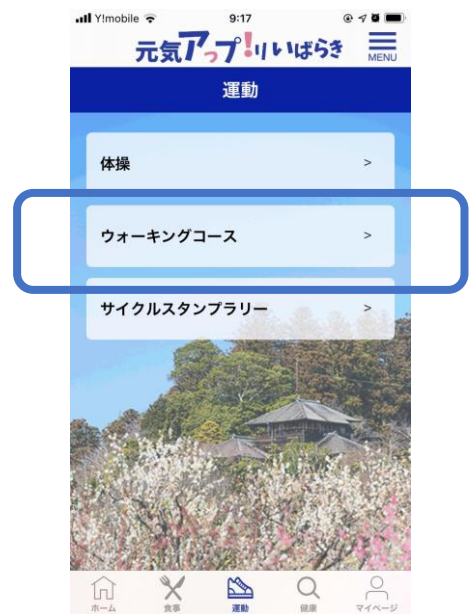 Y!mobile 9:17
元気アップ!りいばらき
MENU
運動
体操 >
ウォーキングコース >
サイクルスタンプラリー >
ホーム 食事 運動 健康 マイページ